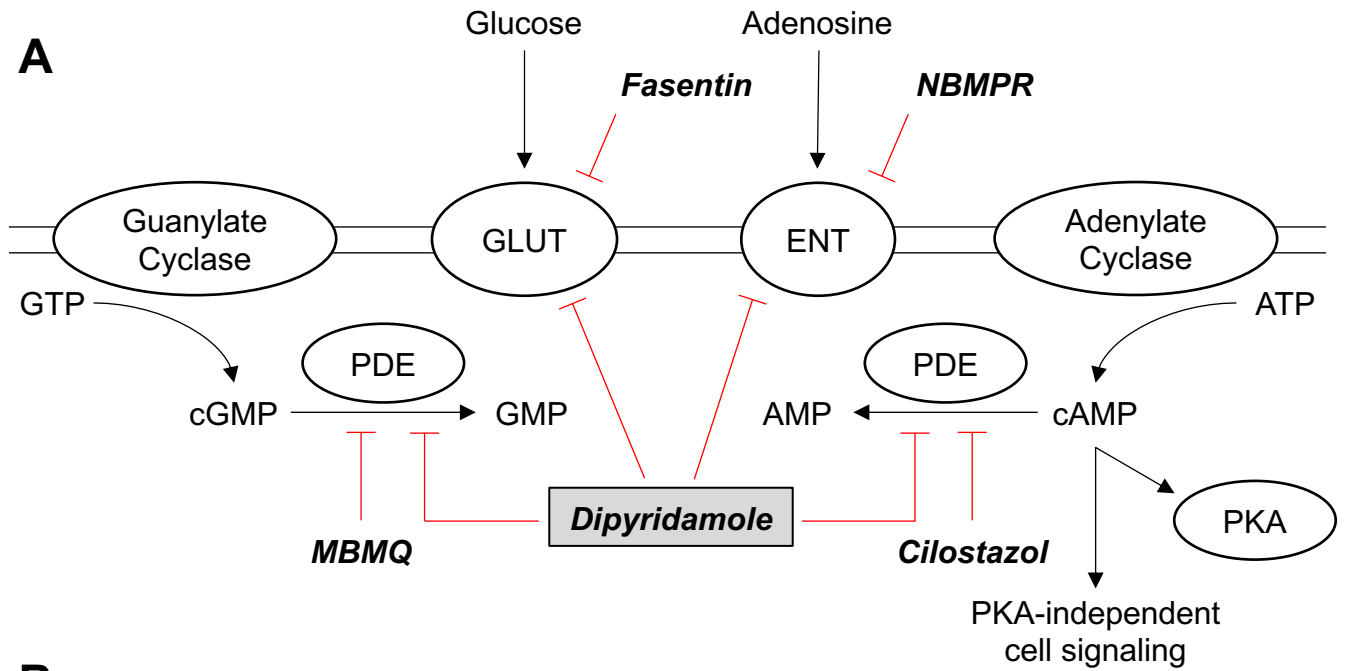 A
Glucose
Adenosine
Fasentin
NBMPR
Guanylate
Cyclase
GLUT
ENT
Adenylate
Cyclase
GTP
ATP
PDE
PDE
cGMP
GMP
AMP
cAMP
Dipyridamole
PKA
MBMQ
Cilostazol
PKA-independent
cell signaling